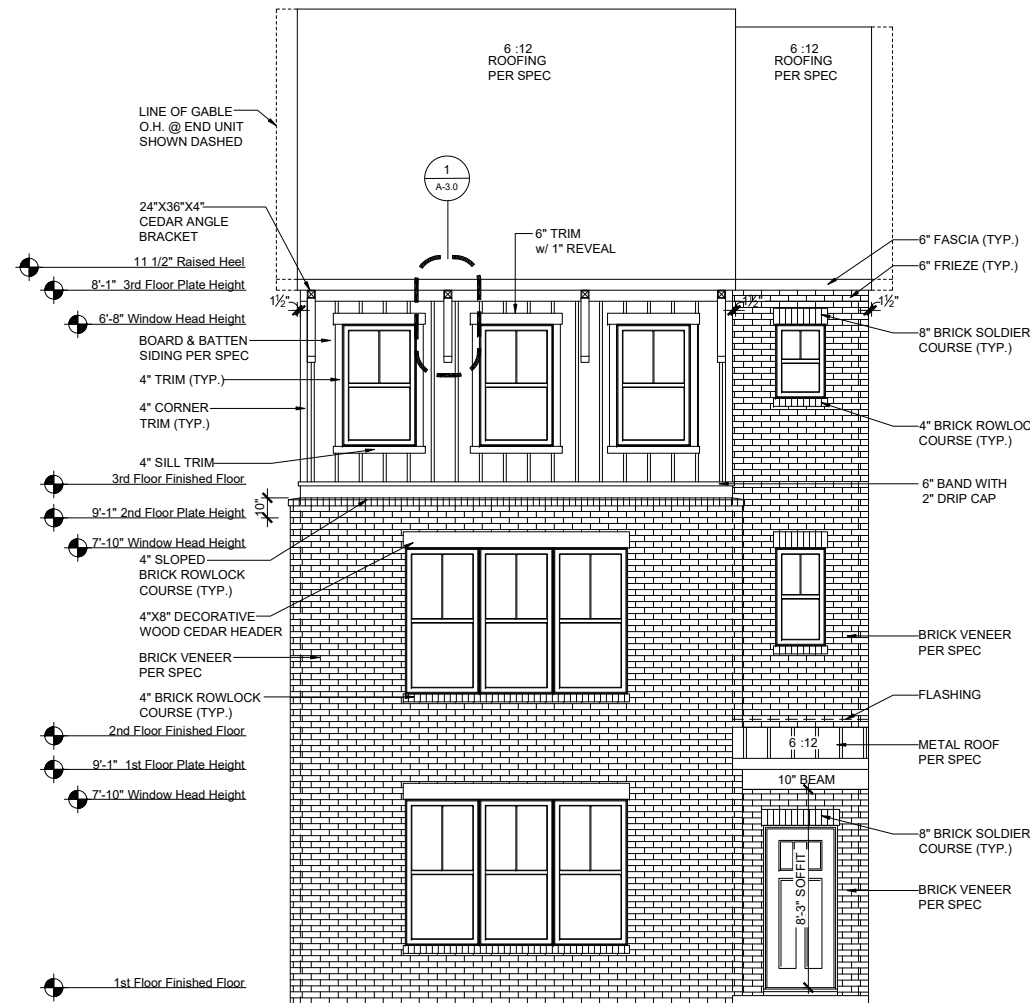 6 :12
ROOFING
PER SPEC
6 :12
ROOFING
PER SPEC
LINE OF GABLE
O.H. @ END UNIT
SHOWN DASHED
1
A-3.0
24"X36"X4"
CEDAR ANGLE
BRACKET
6" TRIM
w/ 1" REVEAL
6" FASCIA (TYP.)
6" FRIEZE (TYP.)
11 1/2" Raised Heel
8'-1" 3rd Floor Plate Height
1½"
1½"
1½"
6'-8" Window Head Height
8" BRICK SOLDIER
COURSE (TYP.)
BOARD & BATTEN
SIDING PER SPEC
4" TRIM (TYP.)
4" CORNER
TRIM (TYP.)
4" BRICK ROWLOC
COURSE (TYP.)
4" SILL TRIM
3rd Floor Finished Floor
6" BAND WITH
2" DRIP CAP
10"
9'-1" 2nd Floor Plate Height
7'-10" Window Head Height
4" SLOPED
BRICK ROWLOCK
COURSE (TYP.)
4"X8" DECORATIVE
WOOD CEDAR HEADER
BRICK VENEER
PER SPEC
BRICK VENEER
PER SPEC
4" BRICK ROWLOCK
COURSE (TYP.)
FLASHING
2nd Floor Finished Floor
6 :12
METAL ROOF
PER SPEC
9'-1" 1st Floor Plate Height
10" BEAM
7'-10" Window Head Height
8" BRICK SOLDIER
COURSE (TYP.)
8'-3" SOFFIT
BRICK VENEER
PER SPEC
1st Floor Finished Floor